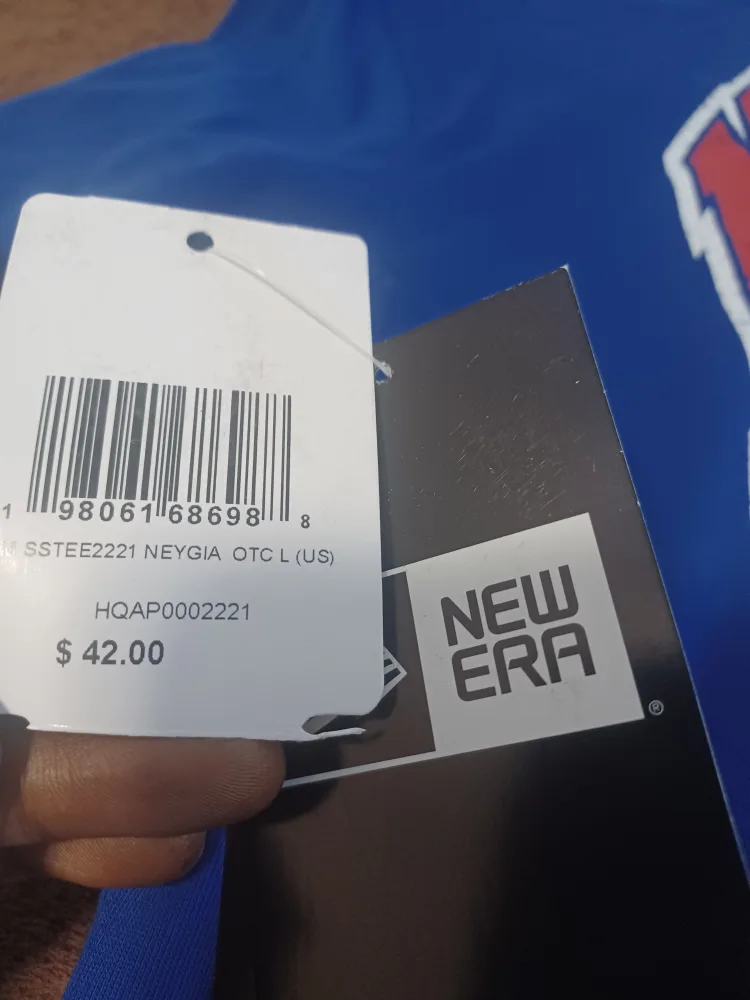 1 98061 68698 8
SSTEE2221 NEYGIA OTC L (US)
HQAP0002221
$ 42.00
NEW
ERA
®